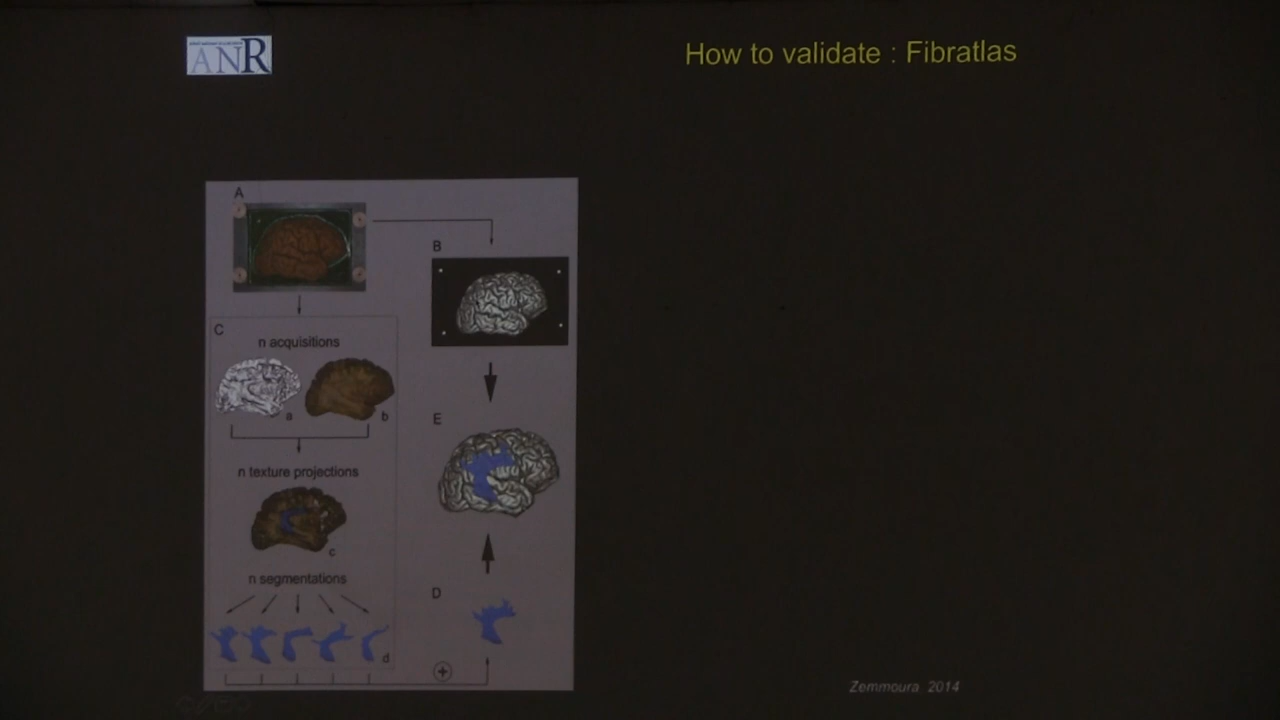 ANR
How to validate : Fibratlas
A
B
C
n acquisitions
a
b
E
n texture projections
c
n segmentations
D
d
Zemmoura, 2014